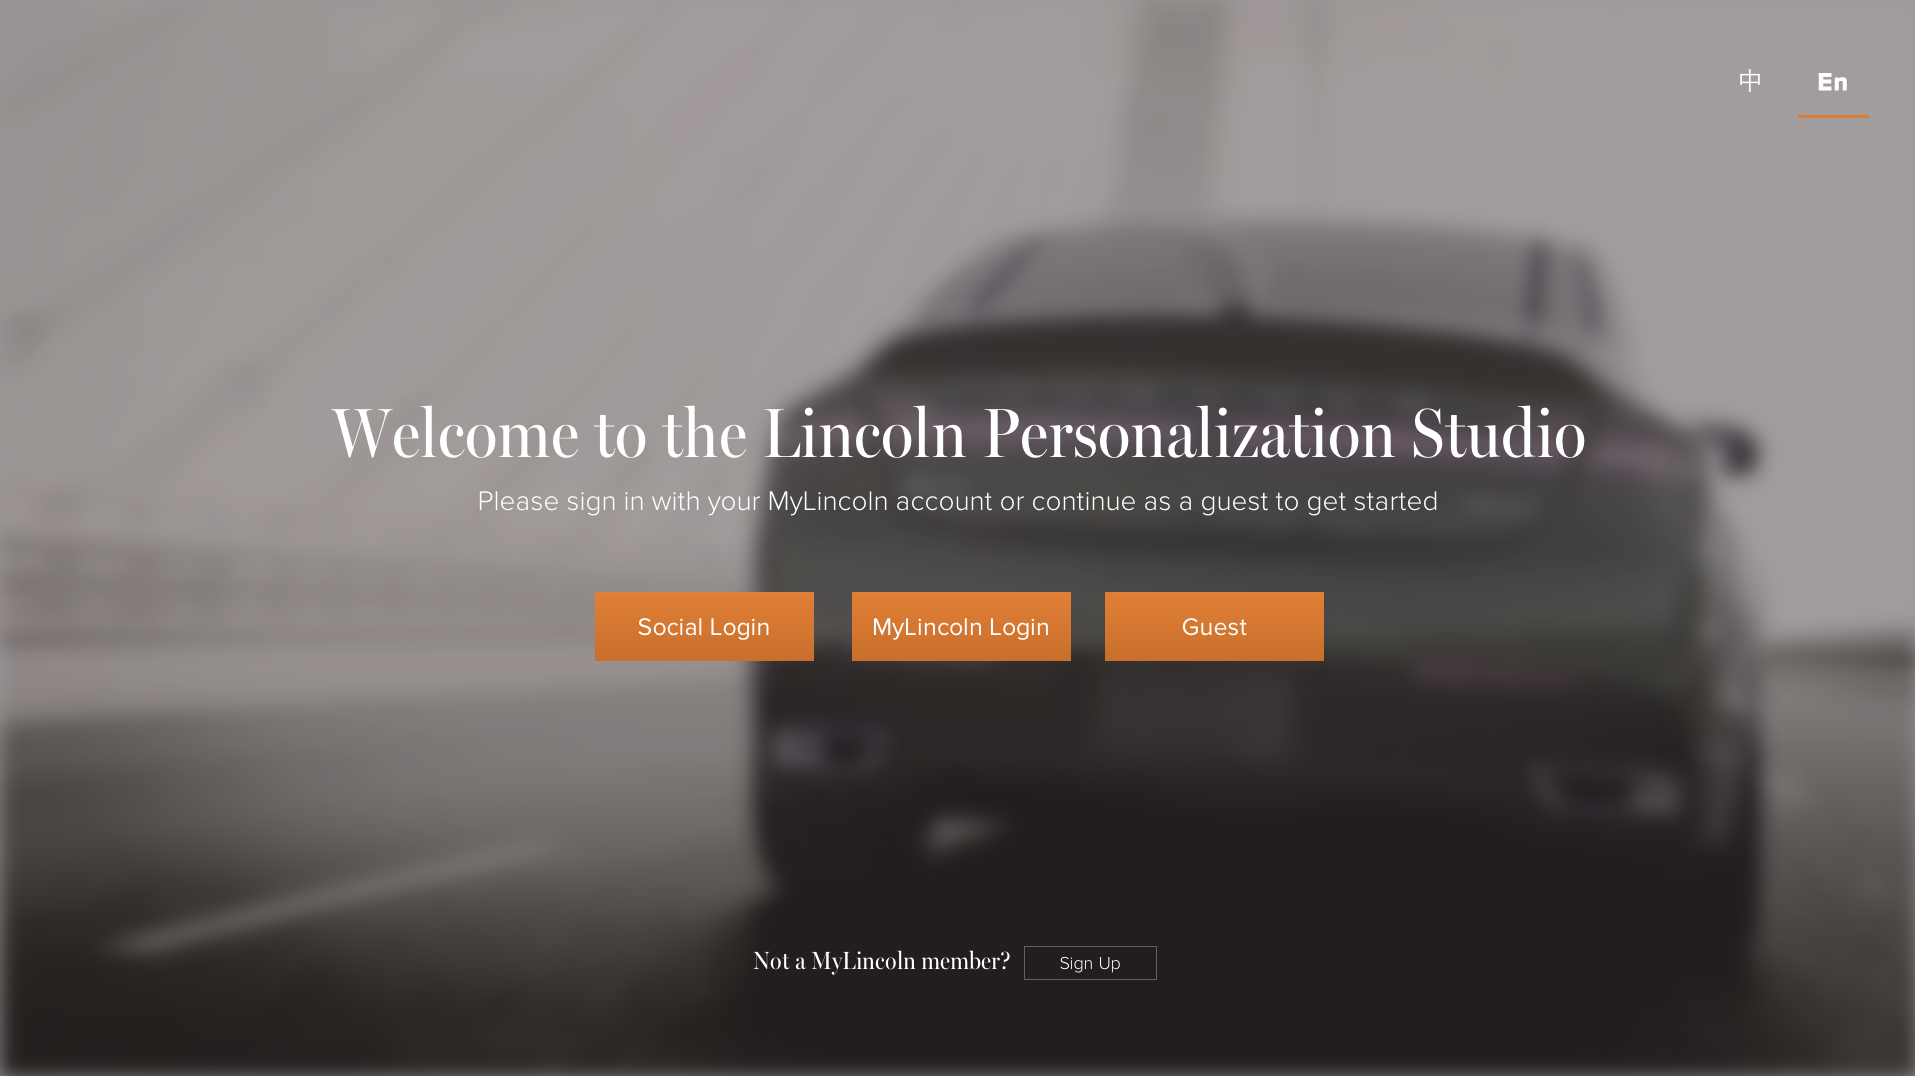 中 En
Welcome to the Lincoln Personalization Studio
Please sign in with your MyLincoln account or continue as a guest to get started
Social Login MyLincoln Login Guest
Not a MyLincoln member? Sign Up